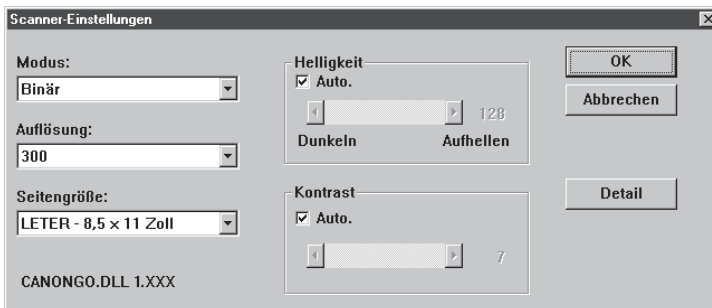 Scanner-Einstellungen
Modus:
Binär
Auflösung:
300
Seitengröße:
LETER - 8,5 x 11 Zoll
CANONGO.DLL 1.XXX
Helligkeit
Auto.
128
Dunkeln Aufhellen
Kontrast
Auto.
7
OK
Abbrechen
Detail